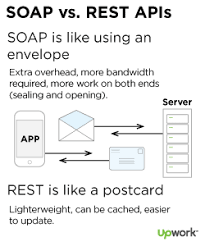 SOAP vs. REST APIs
SOAP is like using an
envelope
Extra overhead, more bandwidth
required, more work on both ends
(sealing and opening).
Server
APP
REST is like a postcard
Lighterweight, can be cached, easier
to update.
Upwork